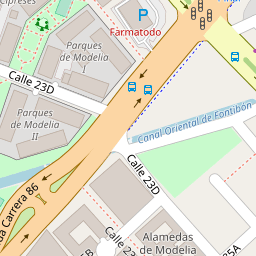 Cipreses
Farmatodo
Parques
de Modelia
I
Calle 23D
Parques
de Modelia
II
Canal Oriental de Fontibón
Calle 23D
Carrera 86
Calle 23
Alamedas
de Modelia